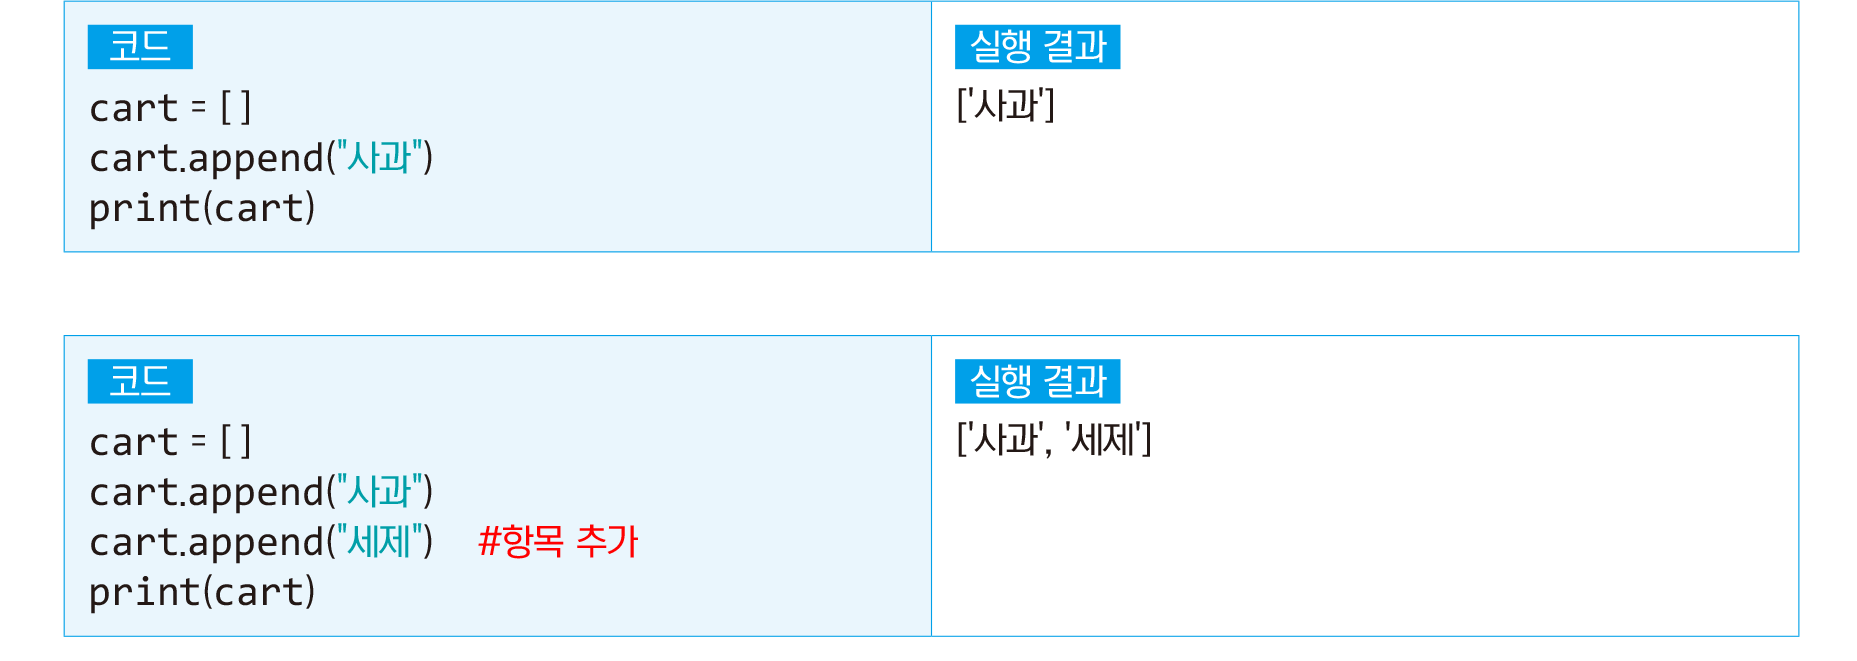 코드
cart = []
cart.append("사과")
print(cart)
실행 결과
['사과']
코드
cart = []
cart.append("사과")
cart.append("세제") #항목 추가
print(cart)
실행 결과
['사과', '세제']